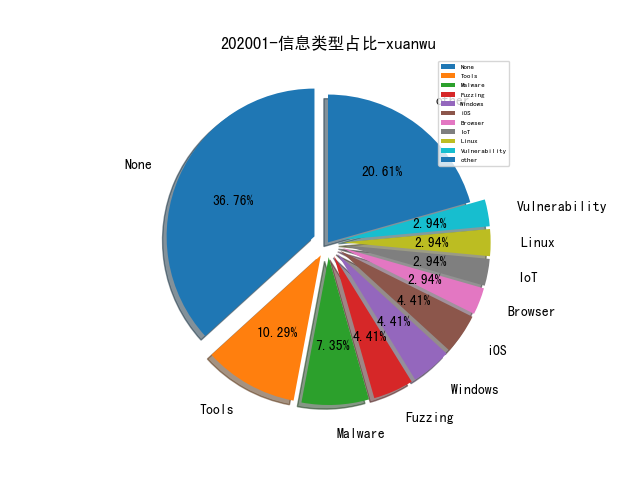 202001-信息类型占比-xuanwu
None
Tools
Malware
Fuzzing
Windows
iOS
Browser
IoT
Linux
Vulnerability
other
None
36.76%
20.61%
Vulnerability
2.94%
Linux
2.94%
IoT
2.94%
Browser
2.94%
iOS
4.41%
Windows
4.41%
Fuzzing
4.41%
Malware
7.35%
Tools
10.29%